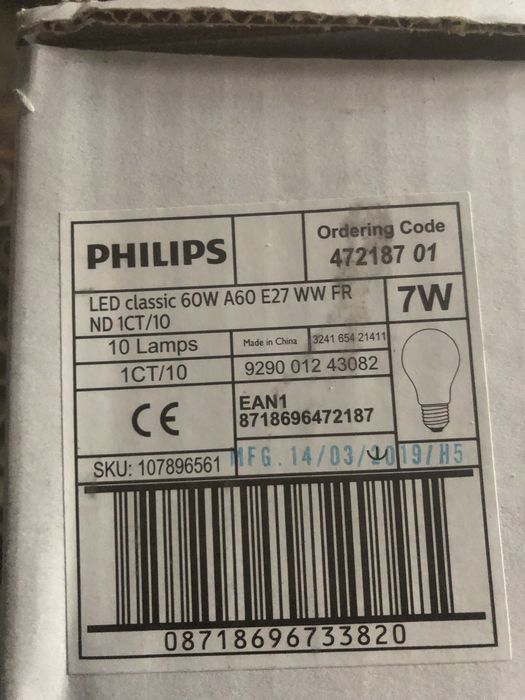 PHILIPS
Ordering Code
472187 01
LED classic 60W A60 E27 WW FR
ND 1CT/10
7W
10 Lamps
Made in China
3241 654 21411
1CT/10
9290 012 43082
CE
EAN1
8718696472187
SKU: 107896561
MFG. 14/03/2019/H5
08718696733820